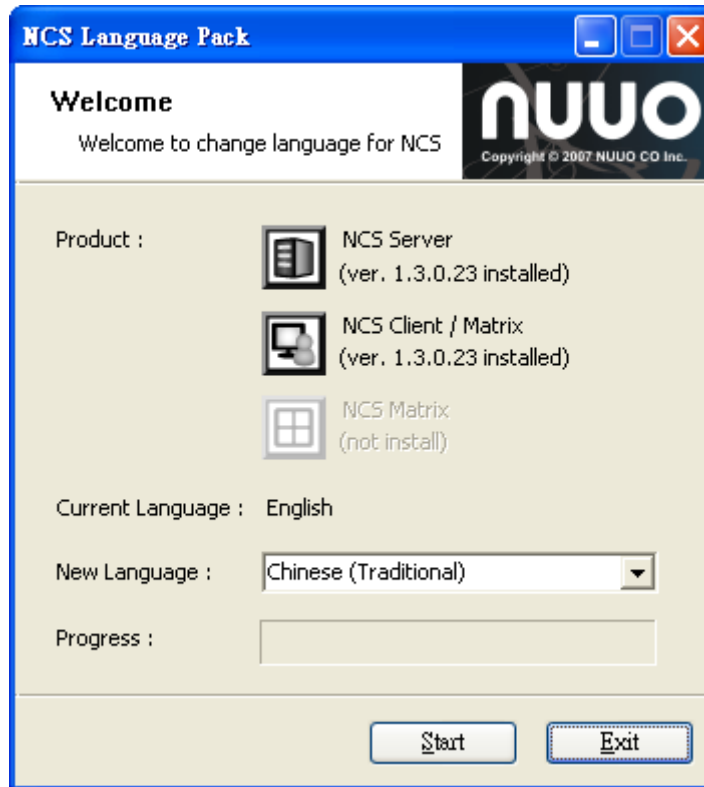 NCS Language Pack
nuuo
Welcome
Welcome to change language for NCS
Copyright © 2007 NUUO CO Inc.
Product :
NCS Server
(ver. 1.3.0.23 installed)
NCS Client / Matrix
(ver. 1.3.0.23 installed)
NCS Matrix
(not install)
Current Language : English
New Language : Chinese (Traditional)
Progress :
Start Exit